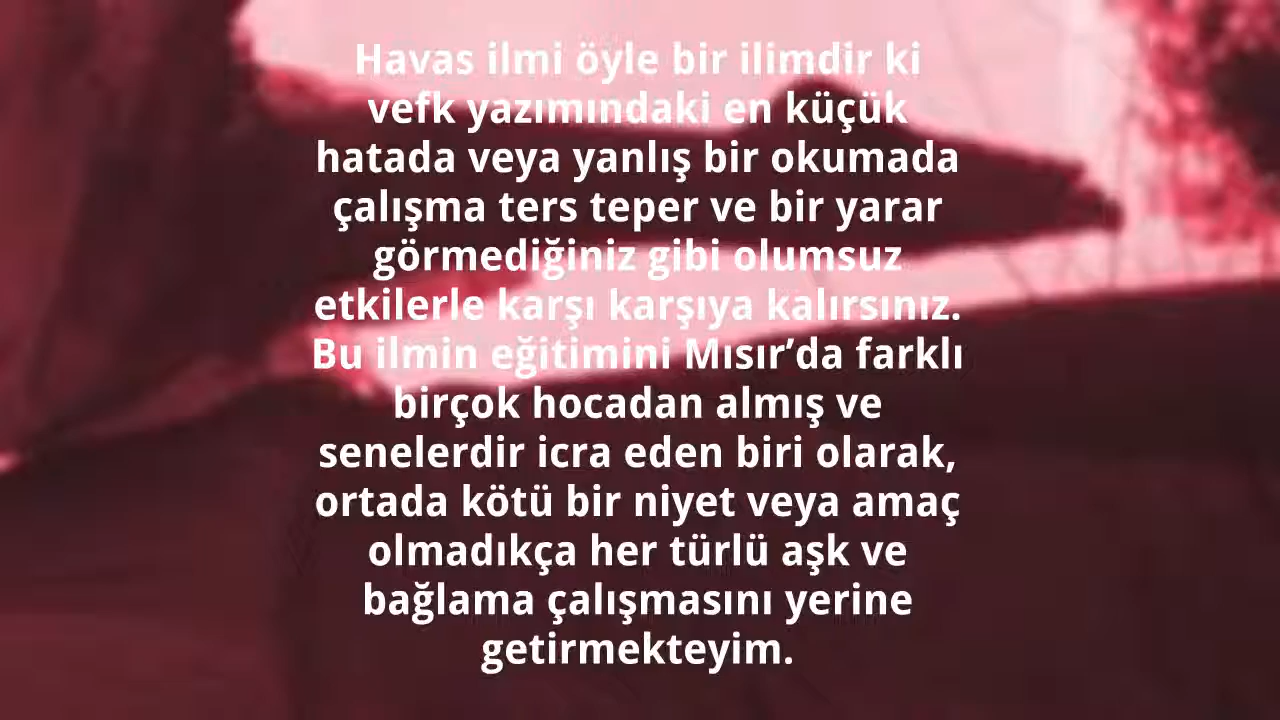 Havas ilmi öyle bir ilimdir ki
vefk yazımındaki en küçük
hatada veya yanlış bir okumada
çalışma ters teper ve bir yarar
görmediğiniz gibi olumsuz
etkilerle karşı karşıya kalırsınız.
Bu ilmin eğitimini Mısır’da farklı
birçok hocadan almış ve
senelerdir icra eden biri olarak,
ortada kötü bir niyet veya amaç
olmadıkça her türlü aşk ve
bağlama çalışmasını yerine
getirmekteyim.